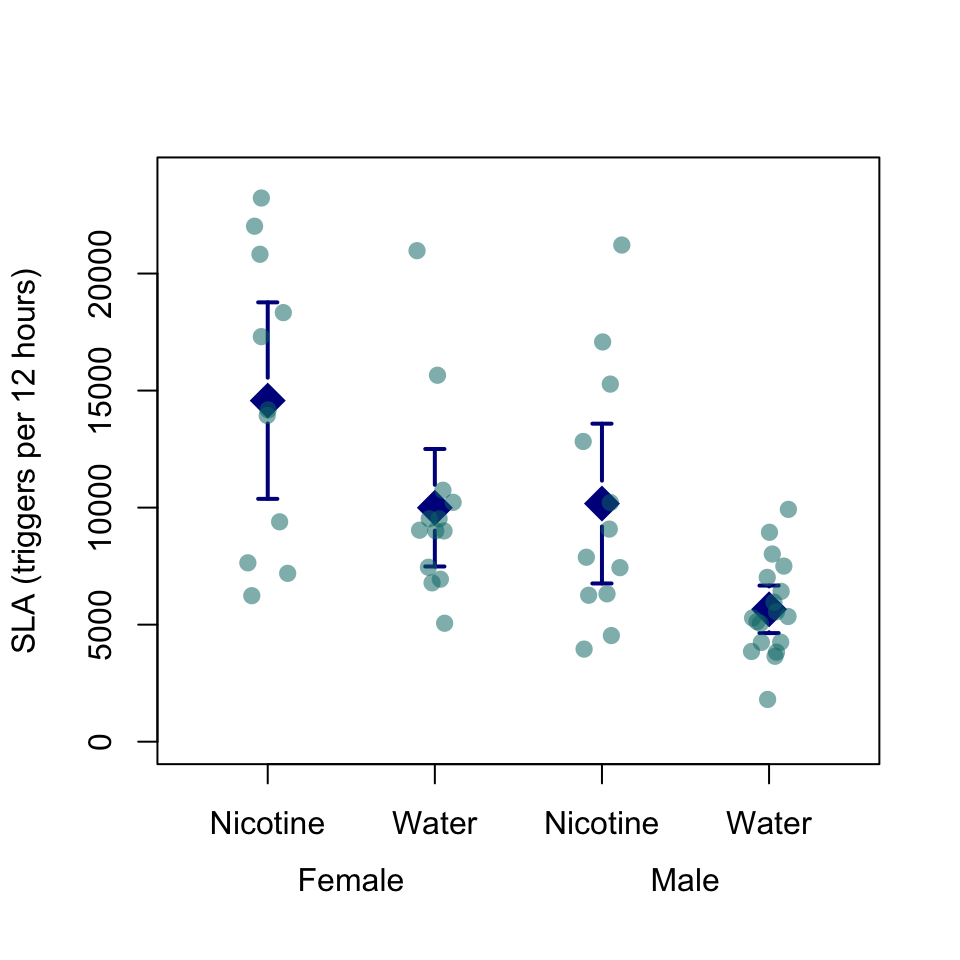 SLA (triggers per 12 hours)
20000
15000
10000
5000
0
Nicotine Water Nicotine Water
Female Male